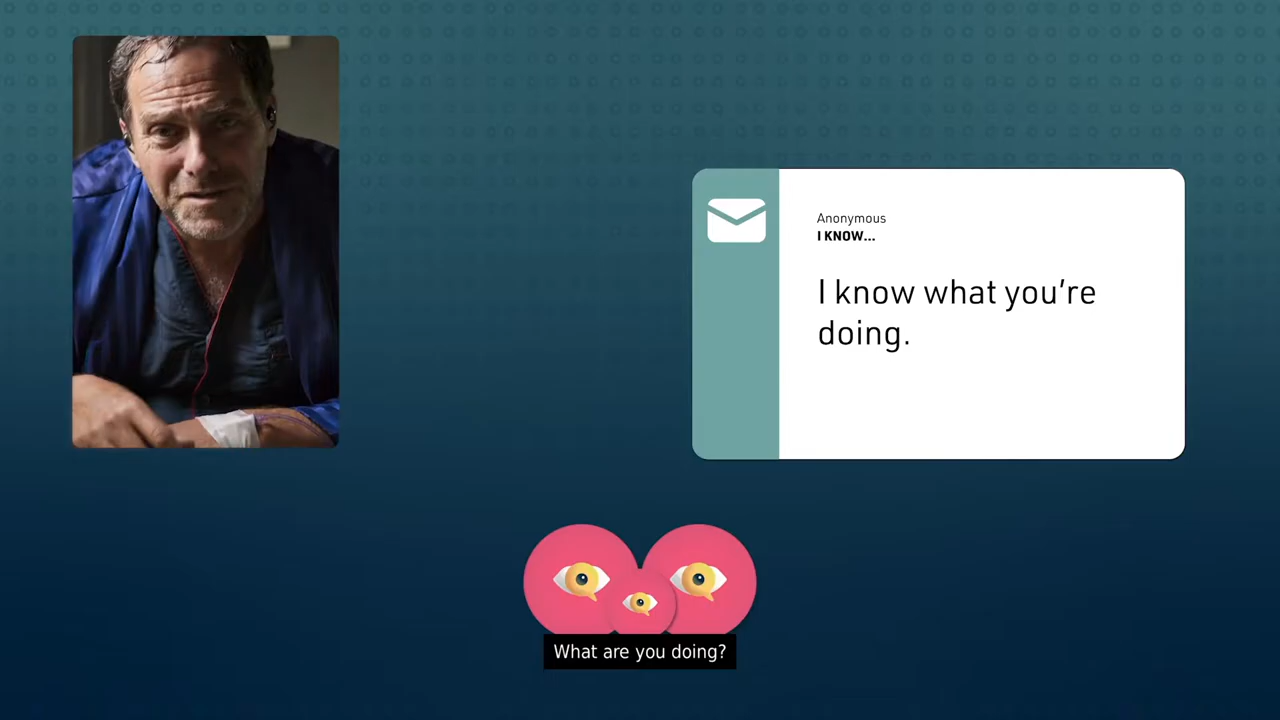 Anonymous
I KNOW...
I know what you're
doing.
What are you doing?